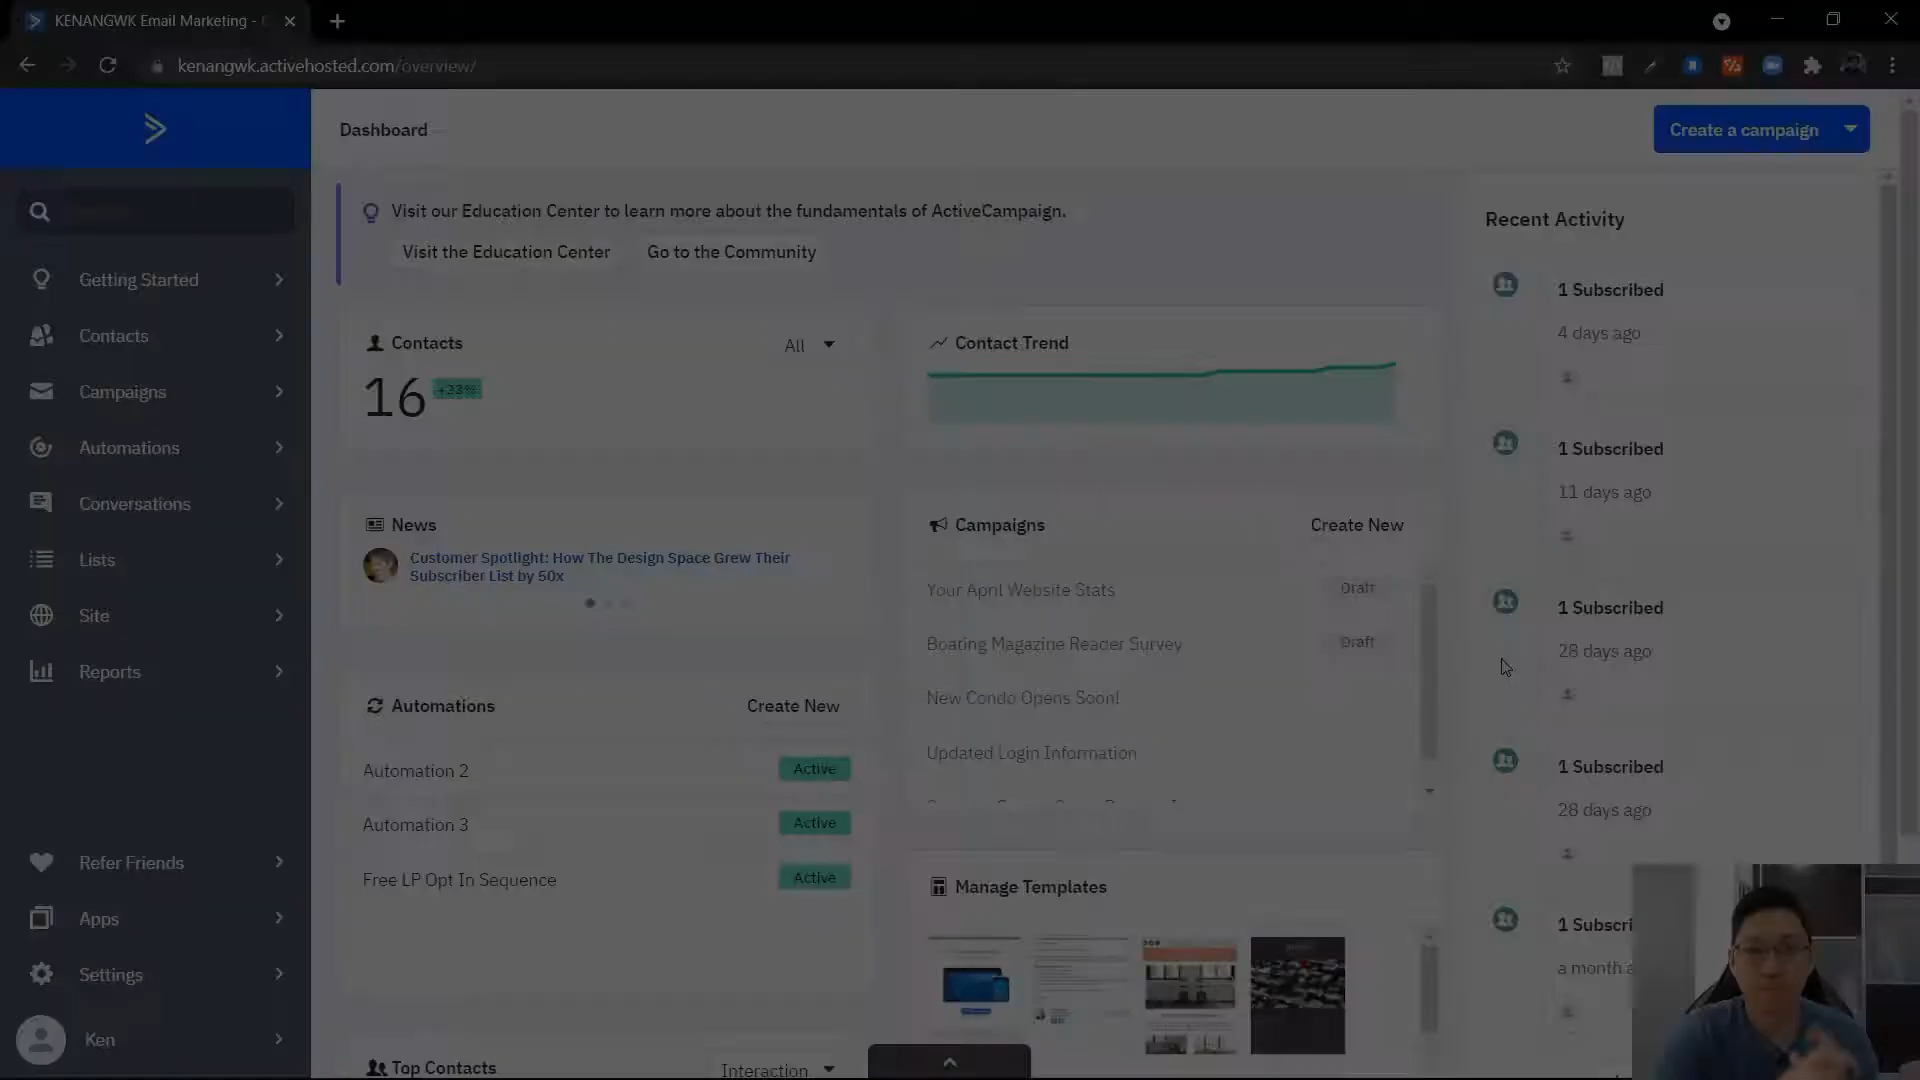 KENANGWK Email Marketing -
kenangwk.activehosted.com/overview/
Dashboard
Create a campaign
Visit our Education Center to learn more about the fundamentals of ActiveCampaign.
Visit the Education Center
Go to the Community
Getting Started
Contacts
Campaigns
Automations
Conversations
Lists
Site
Reports
Refer Friends
Apps
Settings
Ken
Contacts
All
16 +33%
Contact Trend
News
Customer Spotlight: How The Design Space Grew Their
Subscriber List by 50x
Campaigns
Create New
Your April Website Stats
Draft
Boating Magazine Reader Survey
Draft
New Condo Opens Soon!
Updated Login Information
Automations
Create New
Automation 2
Active
Automation 3
Active
Free LP Opt In Sequence
Active
Manage Templates
Top Contacts
Interaction
Recent Activity
1 Subscribed
4 days ago
1 Subscribed
11 days ago
1 Subscribed
28 days ago
1 Subscribed
28 days ago
1 Subscri
a month a